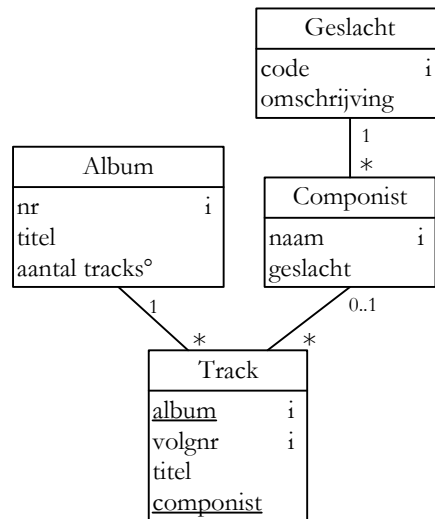 Geslacht
code i
omschrijving
1
*
Album
nr i
titel
aantal tracks°
Componist
naam i
geslacht
1
0..1
*
*
Track
album i
volgnr i
titel
componist